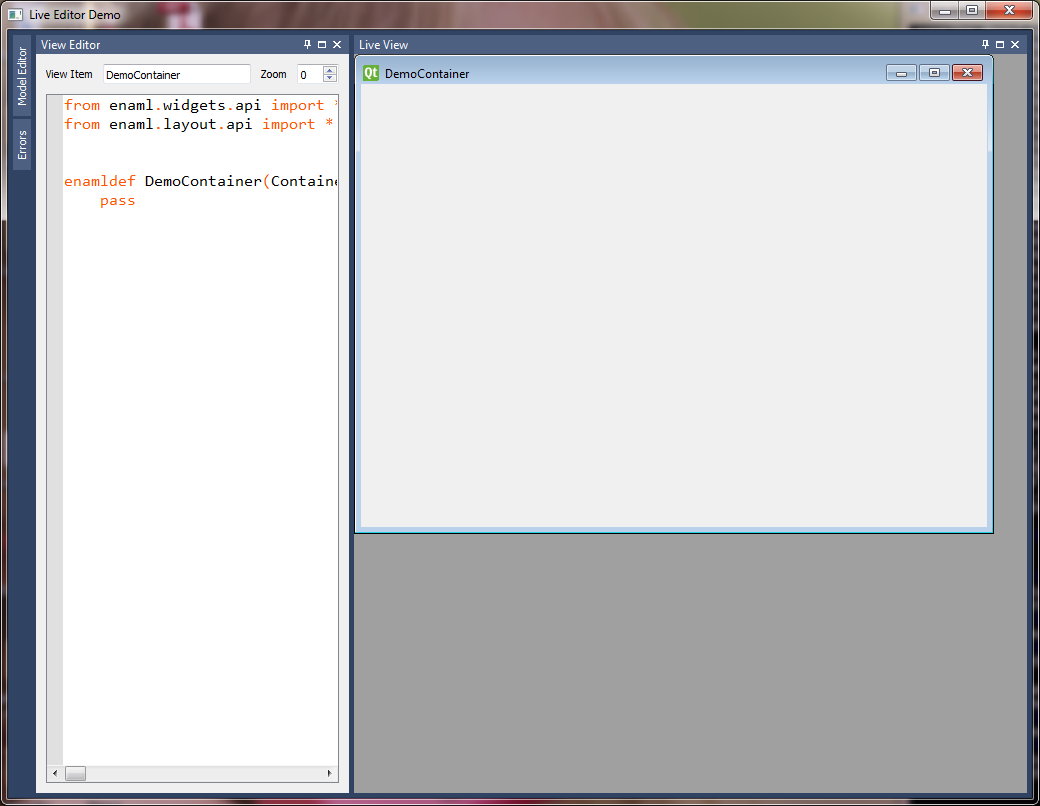 Live Editor Demo
Model Editor
Errors
View Editor
View Item DemoContainer Zoom 0
from enaml.widgets.api import
from enaml.layout.api import *
enamldef DemoContainer(Containe
pass
Live View
Qt DemoContainer